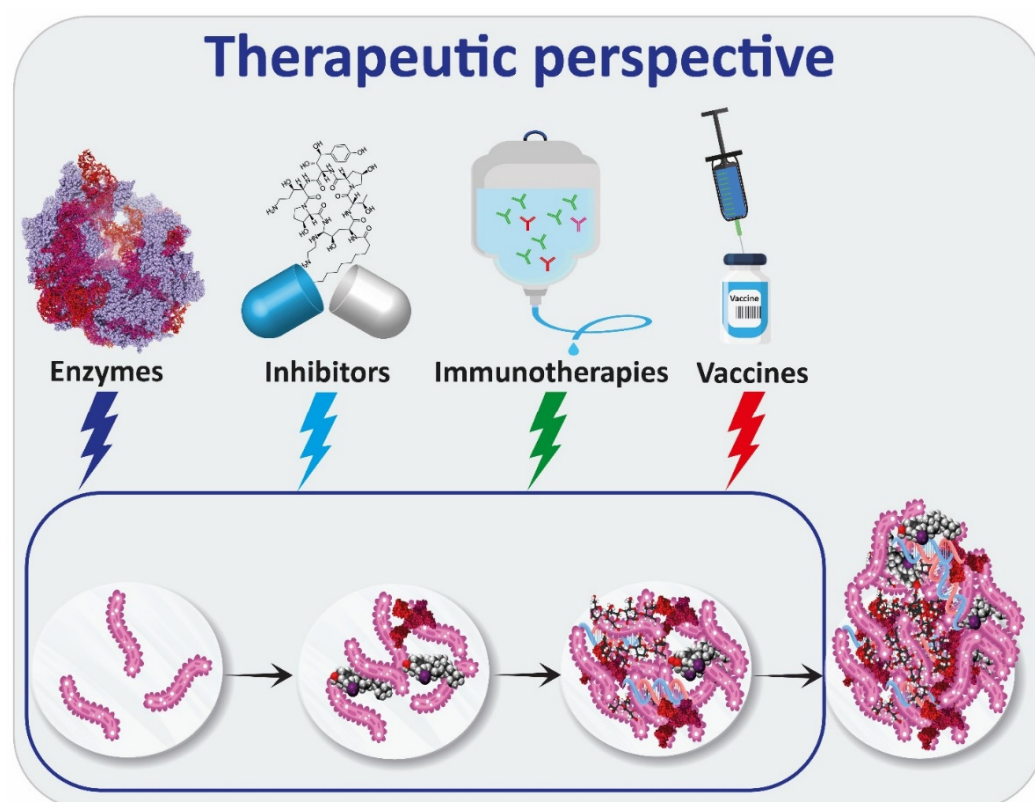 Therapeutic perspective
Enzymes
Inhibitors
Immunotherapies
Vaccine
Vaccines